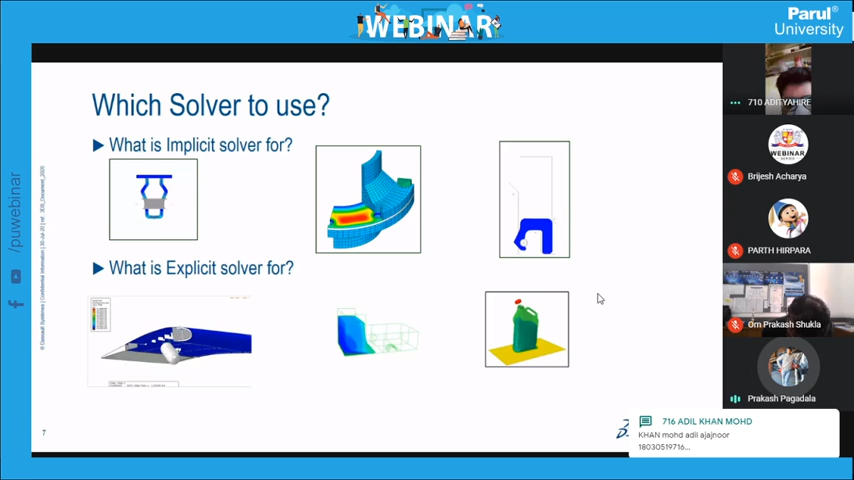 WEBINAR
Parul®
University
Which Solver to use?
What is Implicit solver for?
What is Explicit solver for?
/puwebinar
7
710 ADITYAHIRE
WEBINAR
Brijesh Acharya
PARTH HIRPARA
Om Prakash Shukla
Prakash Pagadala
716 ADIL KHAN MOHD
KHAN mohd adil ajajnoor
18030519716...